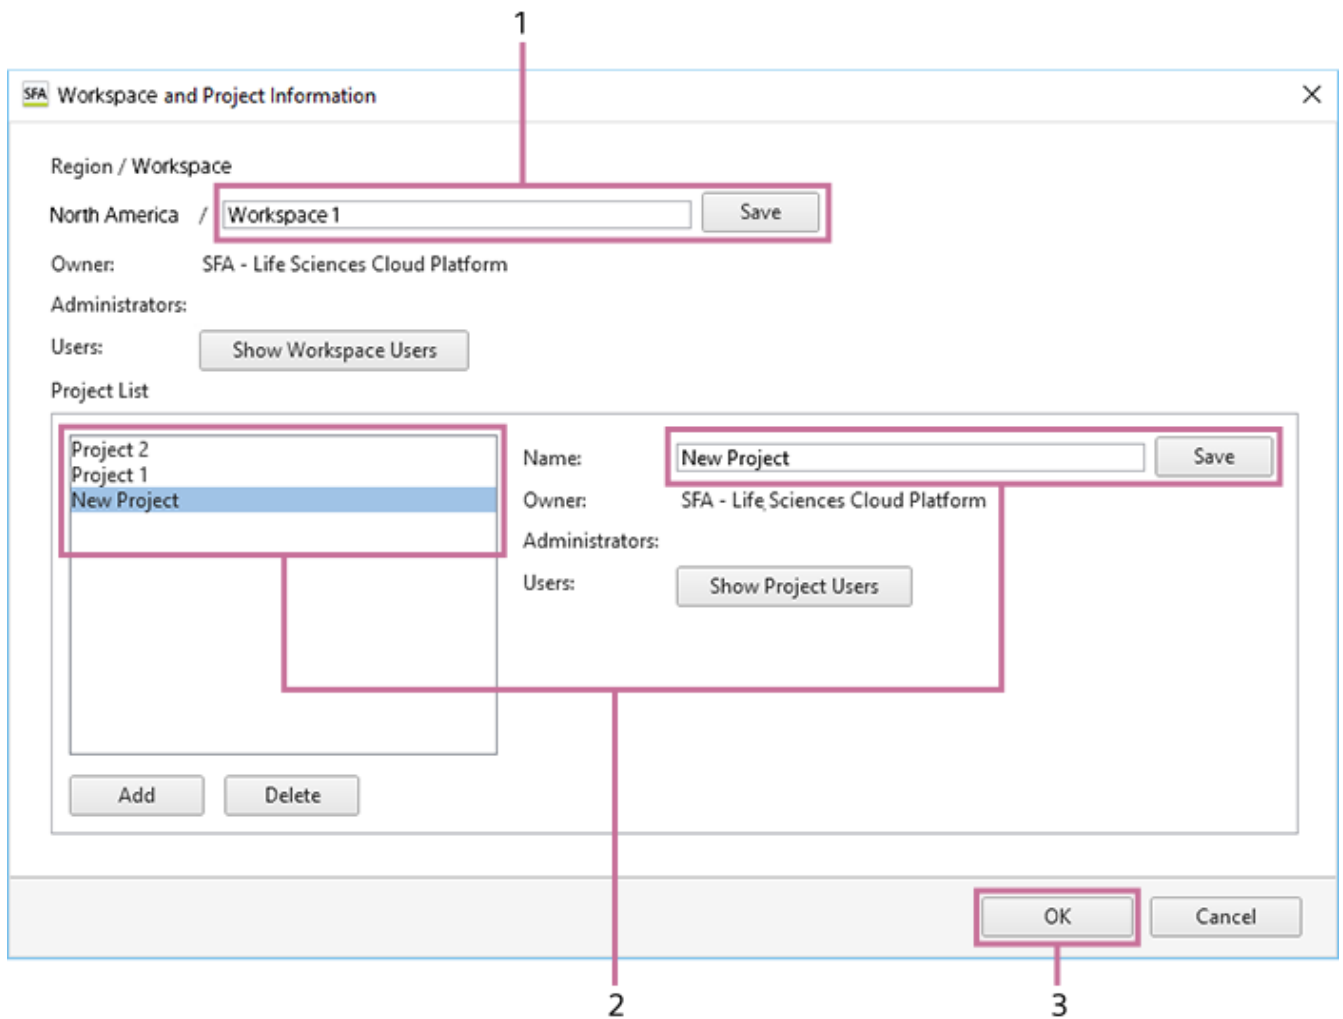 1
SFA Workspace and Project Information
Region / Workspace
North America / Workspace 1 Save
Owner: SFA - Life Sciences Cloud Platform
Administrators:
Users: Show Workspace Users
Project List
Project 2
Project 1
New Project
Name: New Project Save
Owner: SFA - Life Sciences Cloud Platform
Administrators:
Users: Show Project Users
Add Delete
OK Cancel
2 3